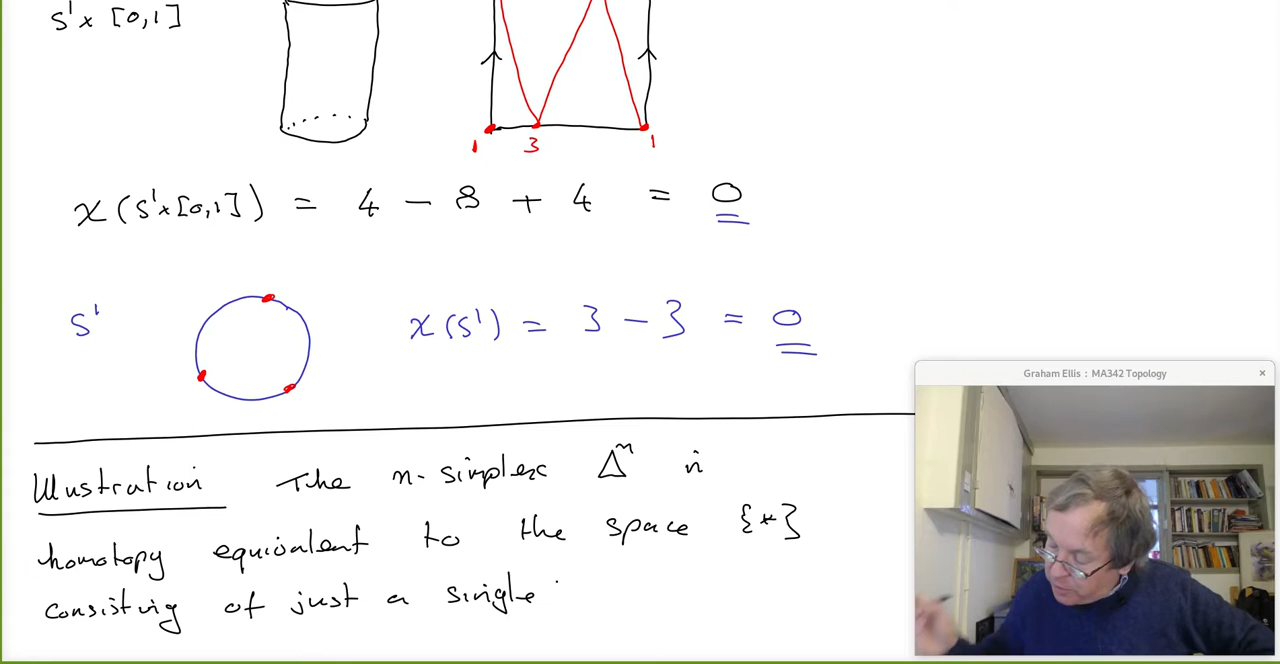 S¹ x [0,1]
1 3 1
χ(S¹x[0,1]) = 4 - 8 + 4 = 0
S¹ χ(S¹) = 3 - 3 = 0
Graham Ellis : MA342 Topology ×
Illustration The n-simplex Δⁿ is
homotopy equivalent to the space {*}
consisting of just a single